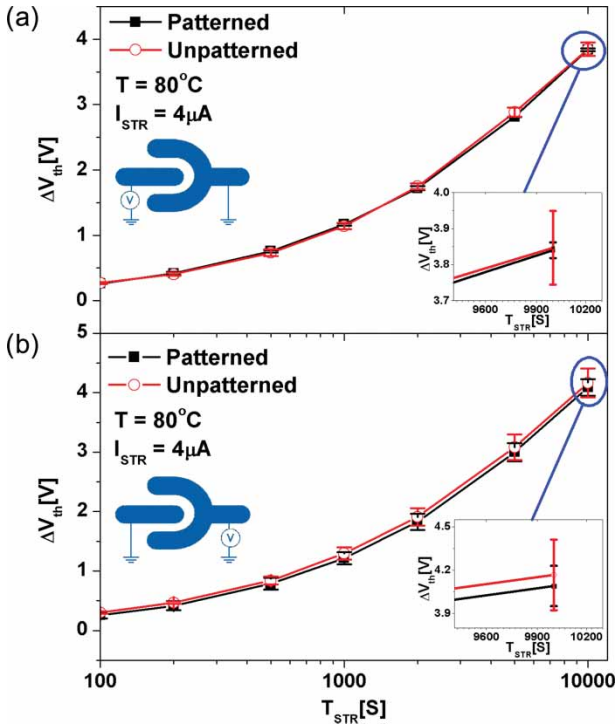 (a)
Patterned
Unpatterned
T = 80°C
I_STR = 4μA
V
ΔV_th[V]
4
3
2
1
0
ΔV_th[V]
4.0
3.9
3.8
3.7
9600 9900 10200
T_STR[S]
(b)
Patterned
Unpatterned
T = 80°C
I_STR = 4μA
V
ΔV_th[V]
5
4
3
2
1
0
ΔV_th[V]
4.5
4.2
3.9
9600 9900 10200
T_STR[S]
100 1000 10000
T_STR[S]